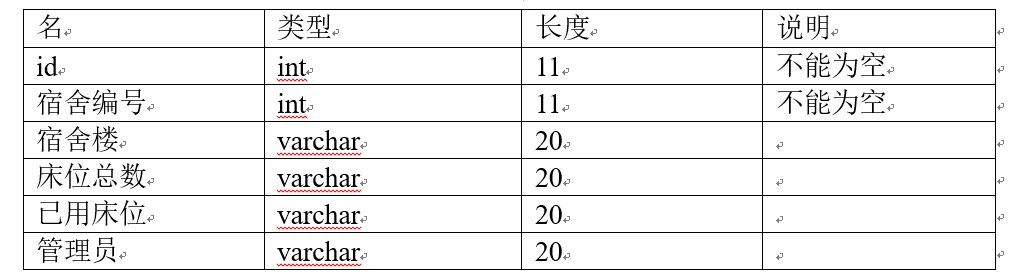 名 类型 长度 说明
id int 11 不能为空
宿舍编号 int 11 不能为空
宿舍楼 varchar 20
床位总数 varchar 20
已用床位 varchar 20
管理员 varchar 20